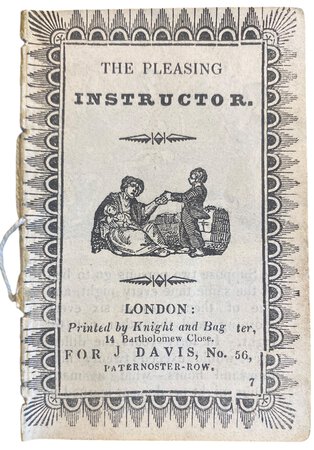 THE PLEASING
INSTRUCTOR.
LONDON:
Printed by Knight and Bag ter,
14 Bartholomew Close,
FOR J DAVIS, No. 56,
PATERNOSTER-ROW.
7